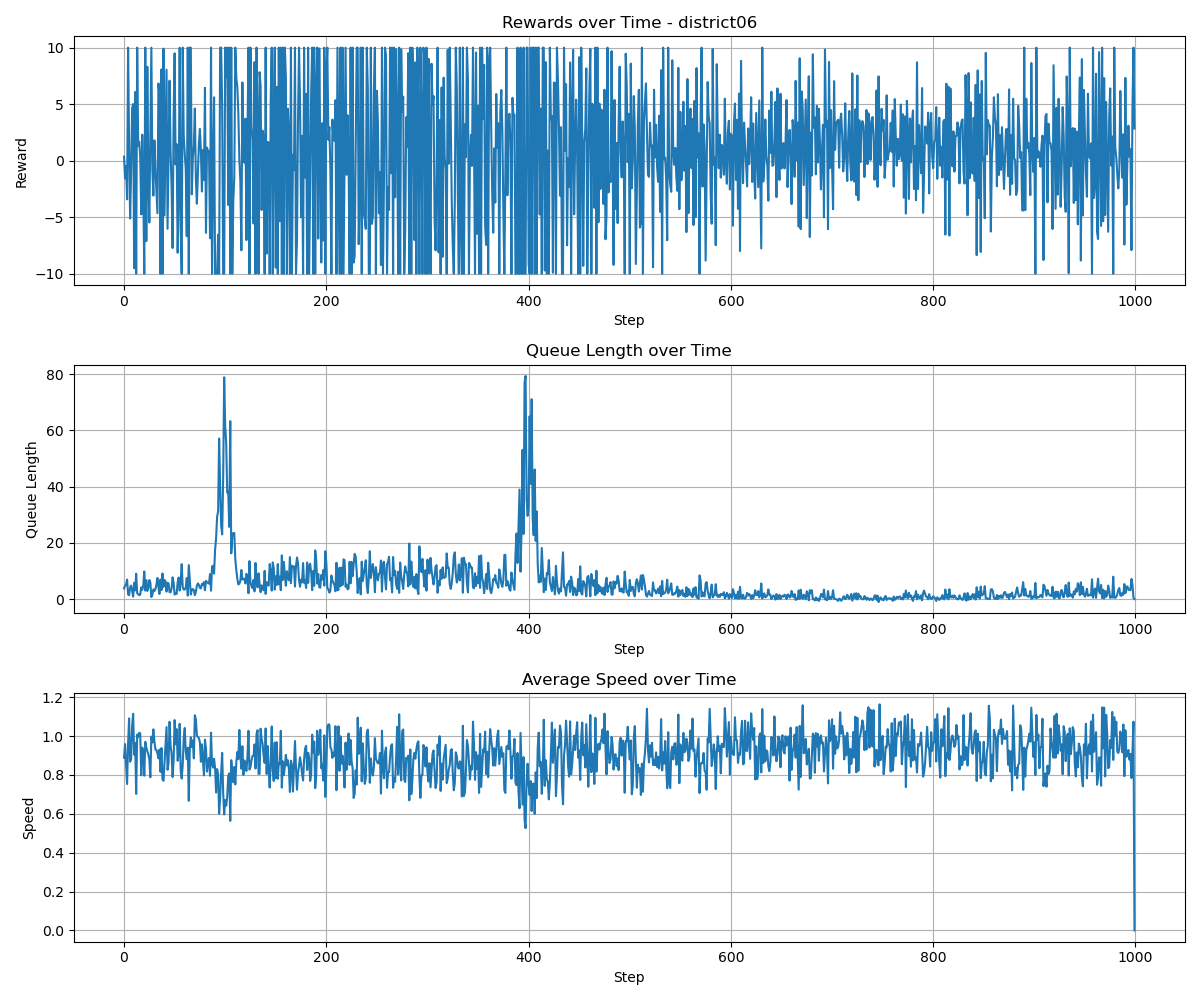 Rewards over Time - district06
10
5
0
−5
−10
Reward
0 200 400 600 800 1000
Step
Queue Length over Time
80
60
40
20
0
Queue Length
0 200 400 600 800 1000
Step
Average Speed over Time
1.2
1.0
0.8
0.6
0.4
0.2
0.0
Speed
0 200 400 600 800 1000
Step